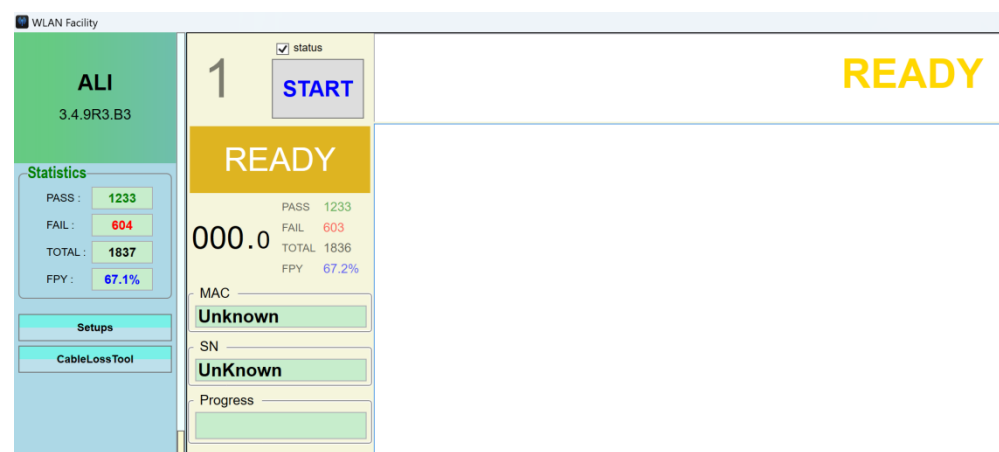 WLAN Facility
ALI
3.4.9R3.B3
Statistics
PASS : 1233
FAIL : 604
TOTAL : 1837
FPY : 67.1%
Setups
CableLossTool
status
1
START
READY
000.0
PASS 1233
FAIL 603
TOTAL 1836
FPY 67.2%
MAC
Unknown
SN
UnKnown
Progress
READY